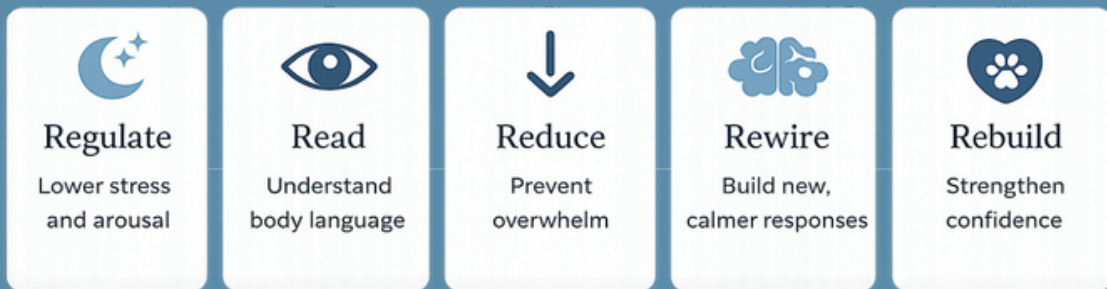 Regulate
Lower stress
and arousal
Read
Understand
body language
Reduce
Prevent
overwhelm
Rewire
Build new,
calmer responses
Rebuild
Strengthen
confidence